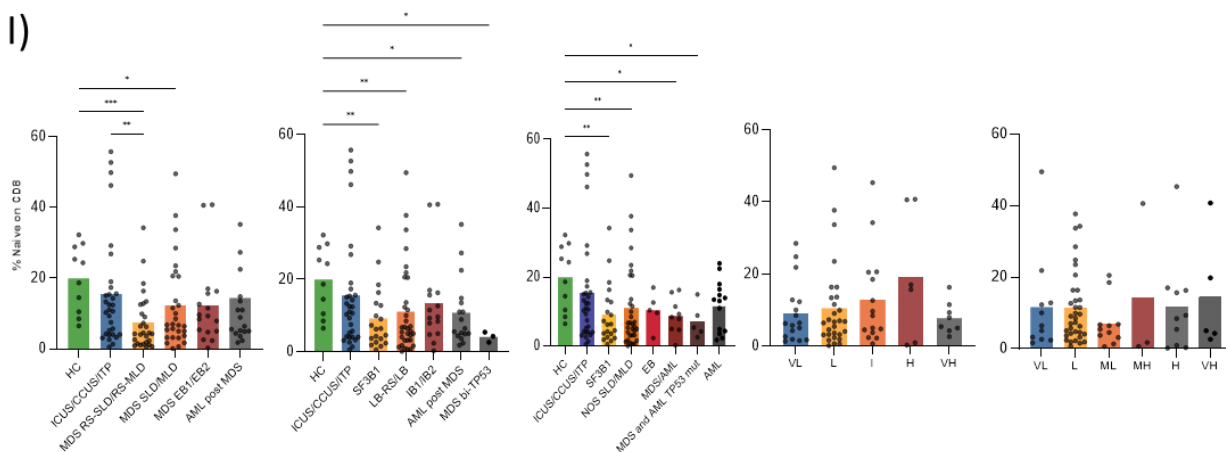 I)
% Naive on CD8
60
40
20
0
HC
ICUS/CCUS/ITP
MDS RS-SLD/RS-MLD
MDS SLD/MLD
MDS EB1/EB2
AML post MDS
*
***
**
60
40
20
0
HC
ICUS/CCUS/ITP
SF3B1
LB-RS/LB
IB1/IB2
AML post MDS
MDS bi-TP53
*
*
**
**
60
40
20
0
HC
ICUS/CCUS/ITP
SF3B1
NOS SLD/MLD
EB
MDS/AML
MDS and AML TP53 mut
AML
*
*
**
**
60
40
20
0
VL
L
I
H
VH
60
40
20
0
VL
L
ML
MH
H
VH